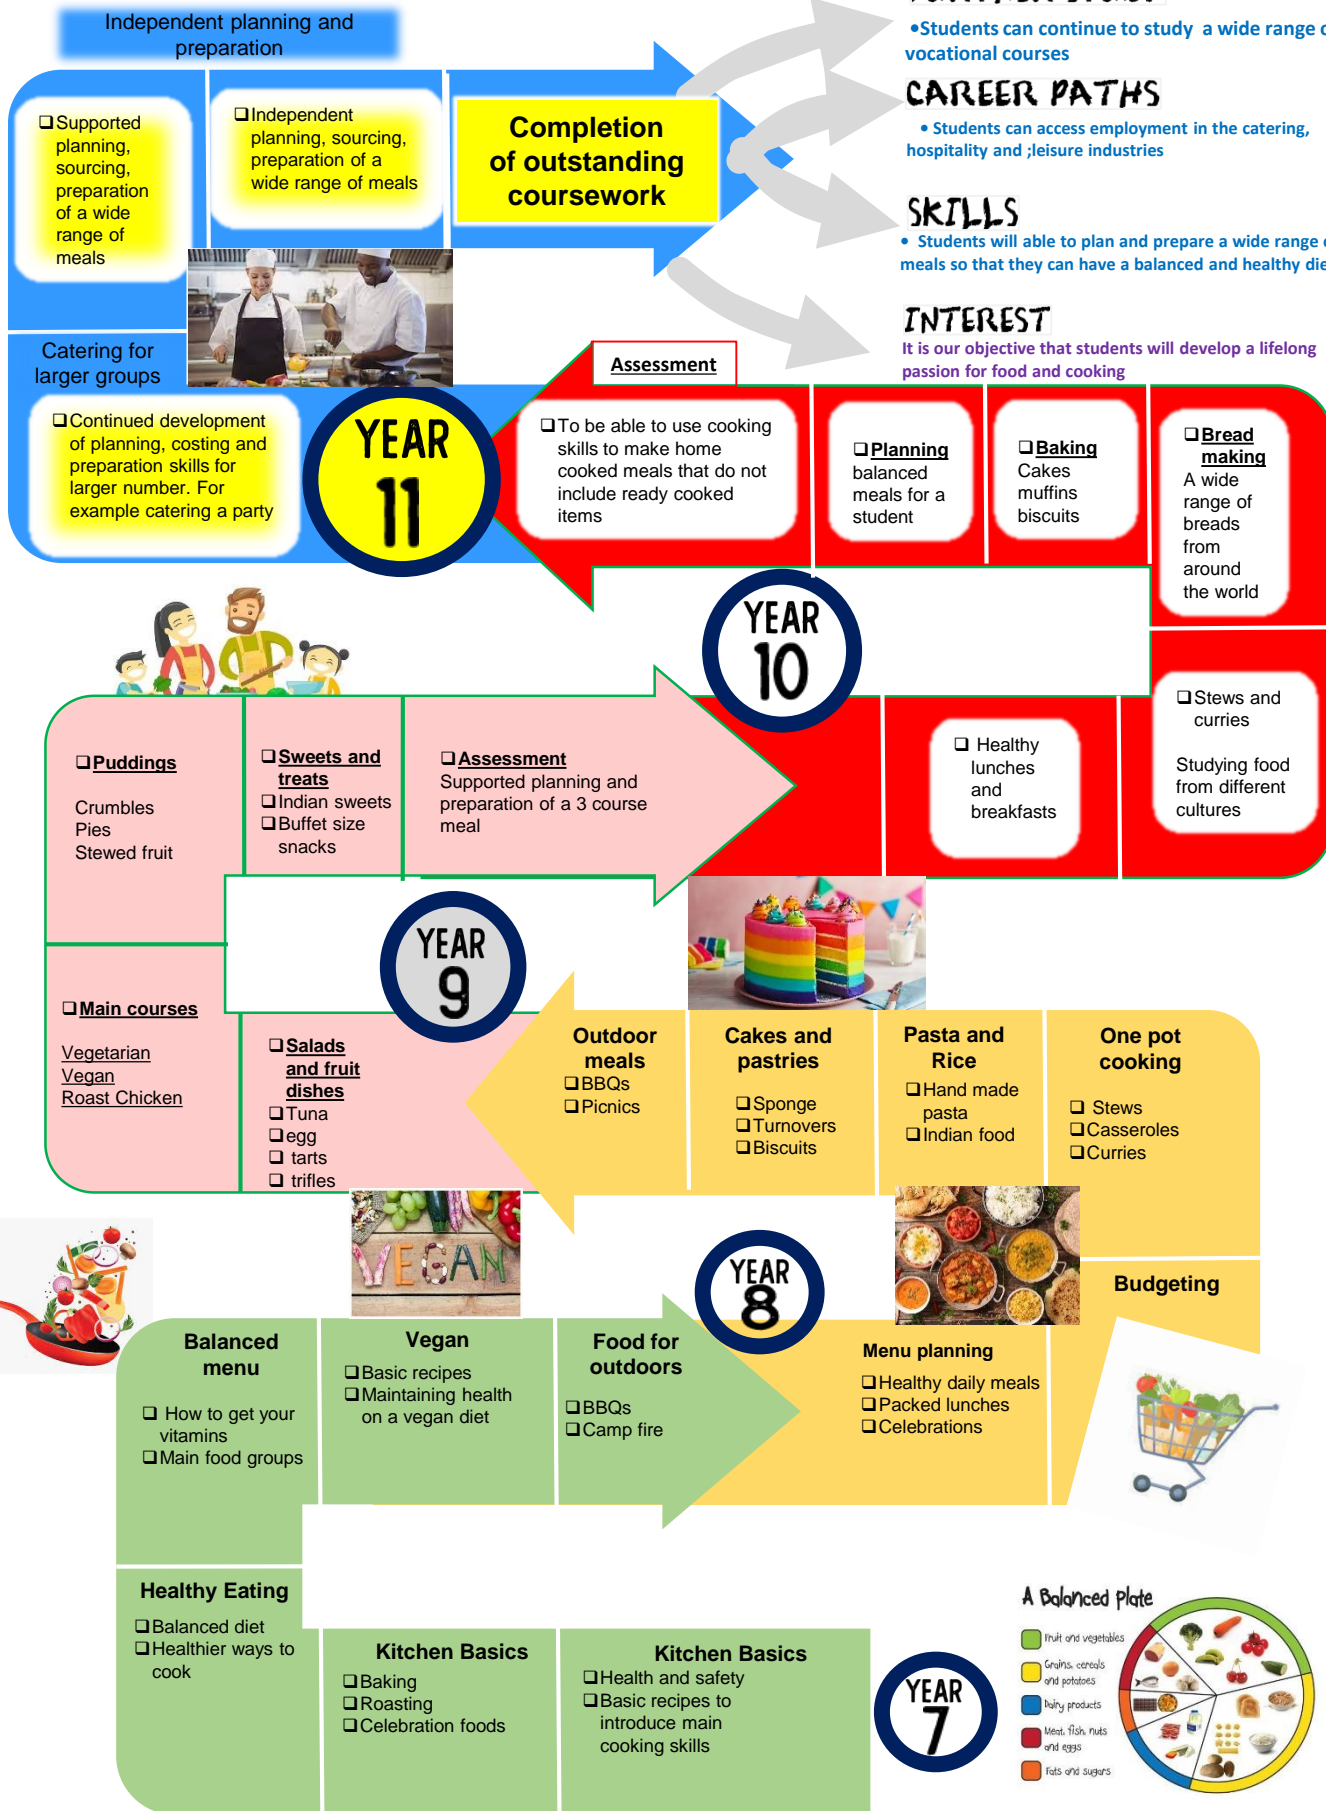 Independent planning and
preparation
•Students can continue to study a wide range
vocational courses
CAREER PATHS
• Students can access employment in the catering,
hospitality and ;leisure industries
SKILLS
• Students will able to plan and prepare a wide range
meals so that they can have a balanced and healthy
INTEREST
It is our objective that students will develop a lifelong
passion for food and cooking
❑Supported
planning,
sourcing,
preparation
of a wide
range of
meals
❑Independent
planning, sourcing,
preparation of a
wide range of meals
Completion
of outstanding
coursework
Catering for
larger groups
❑Continued development
of planning, costing and
preparation skills for
larger number. For
example catering a party
YEAR
11
Assessment
❑To be able to use cooking
skills to make home
cooked meals that do not
include ready cooked
items
❑Planning
balanced
meals for a
student
❑Baking
Cakes
muffins
biscuits
❑Bread
making
A wide
range of
breads
from
around
the world
YEAR
10
❑Stews and
curries
Studying food
from different
cultures
❑ Healthy
lunches
and
breakfasts
❑Puddings
Crumbles
Pies
Stewed fruit
❑Sweets and
treats
❑Indian sweets
❑Buffet size
snacks
❑Assessment
Supported planning and
preparation of a 3 course
meal
YEAR
9
❑Main courses
Vegetarian
Vegan
Roast Chicken
❑Salads
and fruit
dishes
❑Tuna
❑egg
❑ tarts
❑ trifles
Outdoor
meals
❑BBQs
❑Picnics
Cakes and
pastries
❑Sponge
❑Turnovers
❑Biscuits
Pasta and
Rice
❑Hand made
pasta
❑Indian food
One pot
cooking
❑ Stews
❑Casseroles
❑Curries
VEGAN
YEAR
8
Budgeting
Balanced
menu
❑ How to get your
vitamins
❑Main food groups
Vegan
❑Basic recipes
❑Maintaining health
on a vegan diet
Food for
outdoors
❑BBQs
❑Camp fire
Menu planning
❑Healthy daily meals
❑Packed lunches
❑Celebrations
Healthy Eating
❑Balanced diet
❑Healthier ways to
cook
Kitchen Basics
❑Baking
❑Roasting
❑Celebration foods
Kitchen Basics
❑Health and safety
❑Basic recipes to
introduce main
cooking skills
YEAR
7
A Balanced Plate
Fruit and vegetables
Grains, cereals
and potatoes
Dairy products
Meat, fish, nuts
and eggs
Fats and sugars